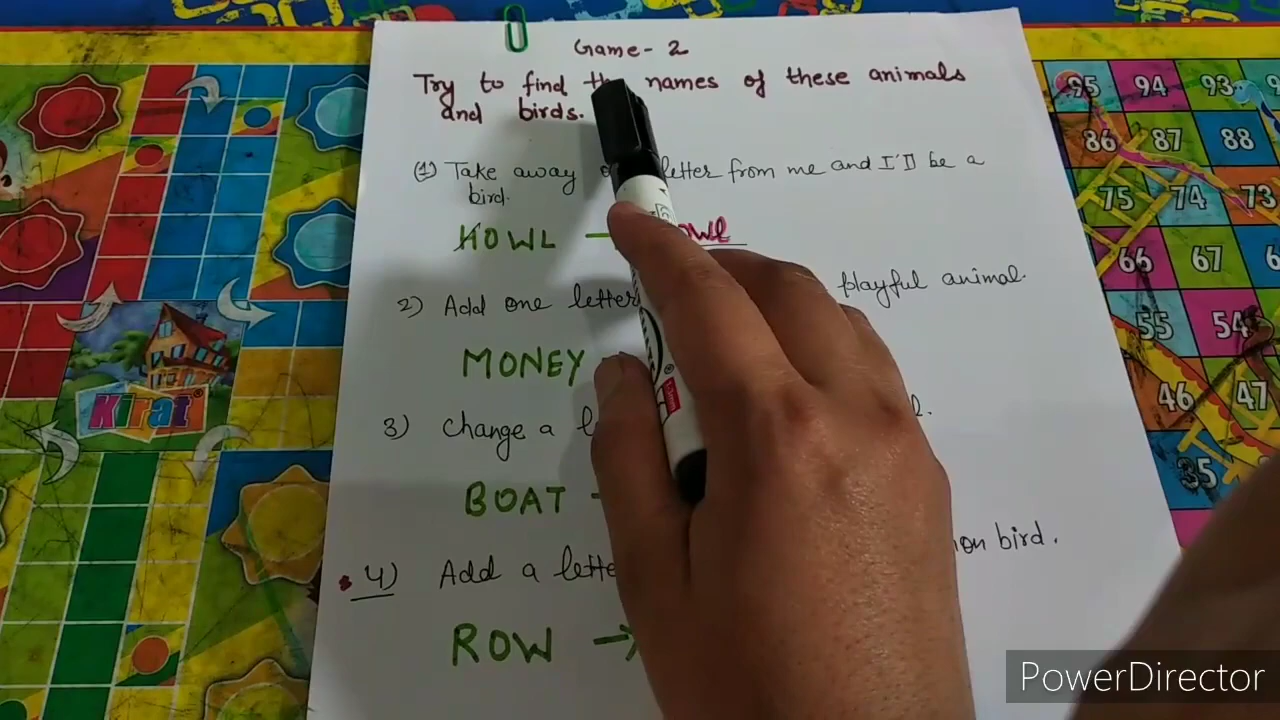 Game - 2
Try to find the names of these animals
and birds.
(1) Take away letter from me and I'll be a
bird.
HOWL → owl
2) Add one letter playful animal.
MONEY
3) Change a
BOAT
4) Add a bird.
ROW →
Kirat
95 94 93
86 87 88
75 74 73
66 67
55 54
46 47
35
PowerDirector